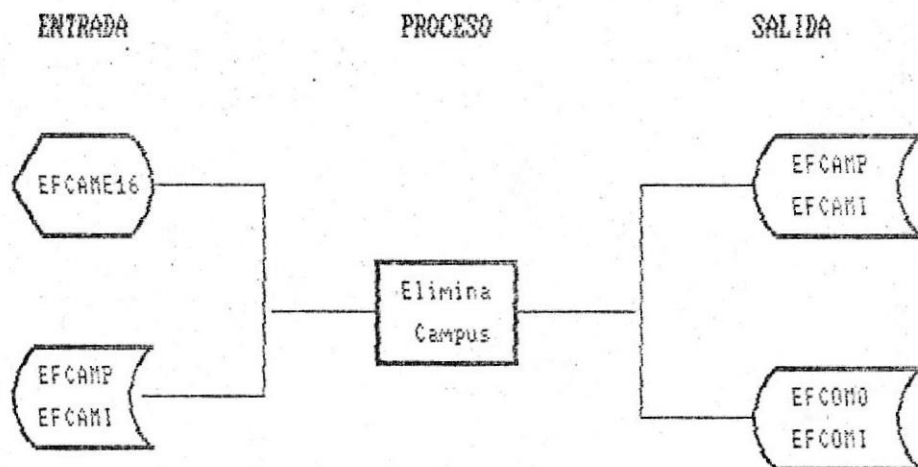 ENTRADA PROCESO SALIDA
EFCAME16
EFCAMP
EFCAMI
Elimina
Campus
EFCAMP
EFCAMI
EFCOMO
EFCOMI